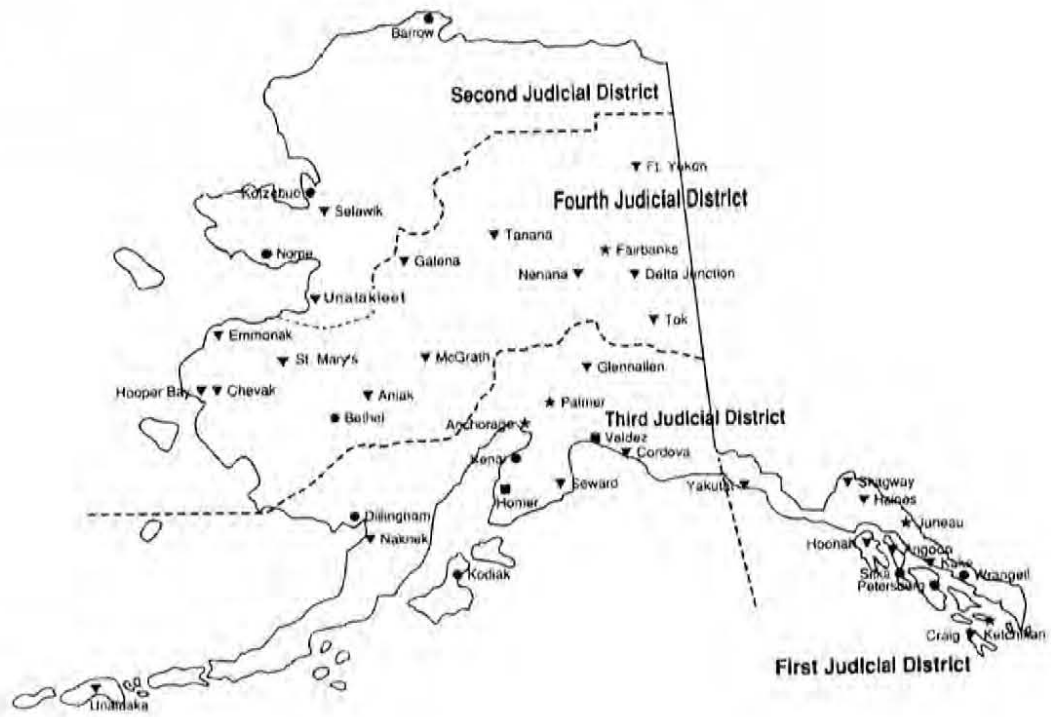 Barrow
Second Judicial District
Ft. Yukon
Kotzebue
Selawik
Fourth Judicial District
Tanana
Fairbanks
Nome
Galena
Nenana
Delta Junction
Unalakleet
Tok
Emmonak
St. Mary's
McGrath
Glennallen
Hooper Bay
Chevak
Aniak
Palmer
Bethel
Anchorage
Third Judicial District
Valdez
Cordova
Kenai
Seward
Yakutat
Skagway
Homer
Haines
Dillingham
Juneau
Naknek
Hoonah
Angoon
Kake
Kodiak
Sitka
Wrangell
Petersburg
Craig
Ketchikan
First Judicial District
Unalaska